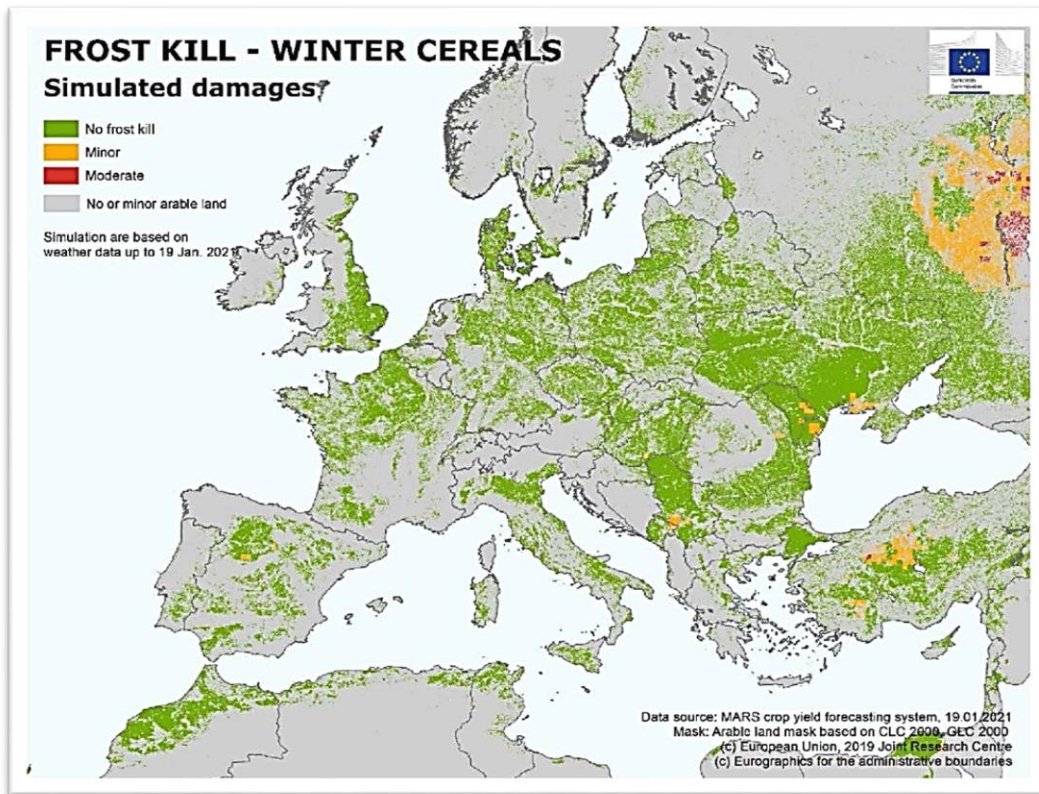 FROST KILL - WINTER CEREALS
Simulated damages
No frost kill
Minor
Moderate
No or minor arable land
Simulation are based on
weather data up to 19 Jan. 2021
European
Commission
Data source: MARS crop yield forecasting system, 19.01.2021
Mask: Arable land mask based on CLC 2000, GLC 2000
(c) European Union, 2019 Joint Research Centre
(c) Eurographics for the administrative boundaries